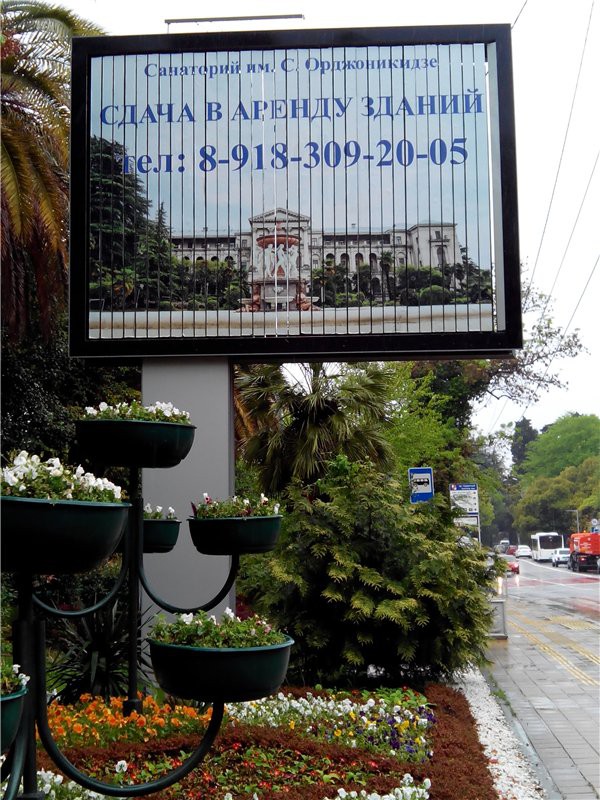 Санаторий им. С. Орджоникидзе
СДАЧА В АРЕНДУ ЗДАНИЙ
тел: 8-918-309-20-05